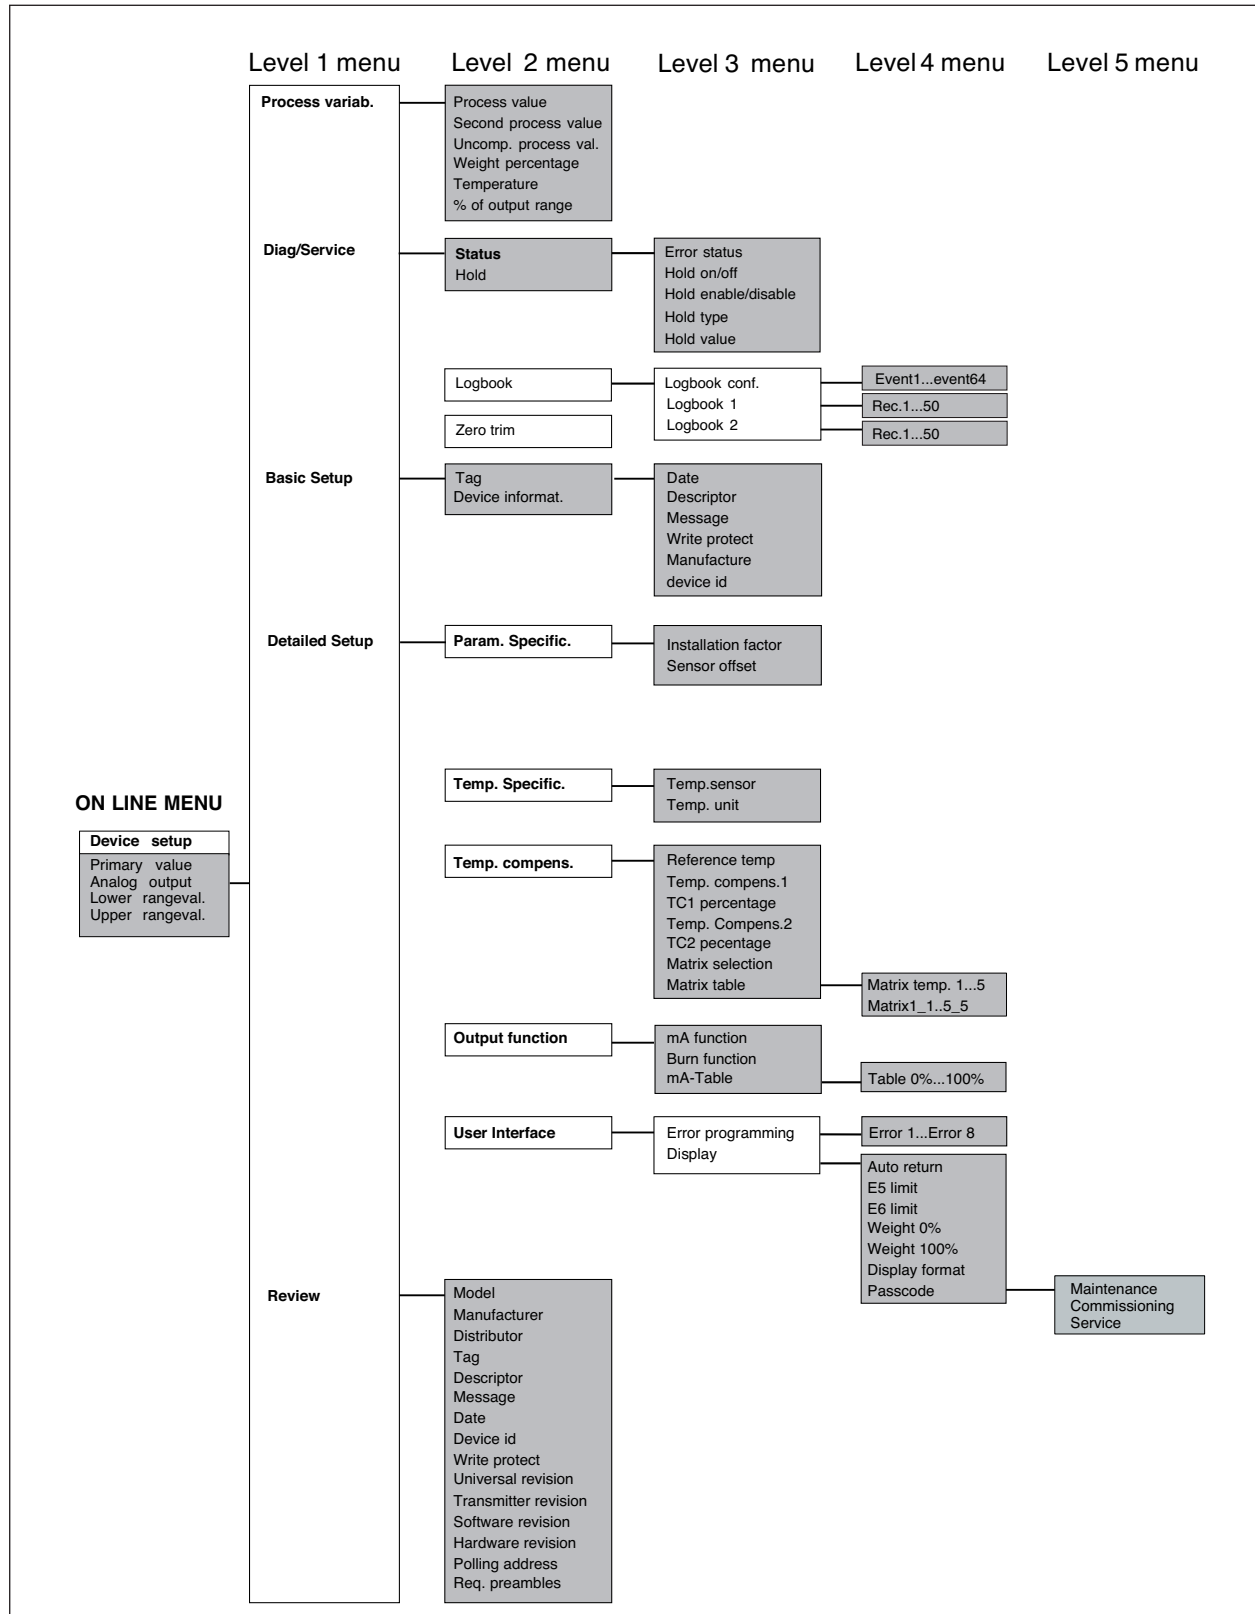 Level 1 menu
Level 2 menu
Level 3 menu
Level 4 menu
Level 5 menu
Process variab.
Process value
Second process value
Uncomp. process val.
Weight percentage
Temperature
% of output range
Diag/Service
Status
Hold
Error status
Hold on/off
Hold enable/disable
Hold type
Hold value
Logbook
Logbook conf.
Logbook 1
Logbook 2
Event1...event64
Rec.1...50
Rec.1...50
Zero trim
Basic Setup
Tag
Device informat.
Date
Descriptor
Message
Write protect
Manufacture
device id
Detailed Setup
Param. Specific.
Installation factor
Sensor offset
Temp. Specific.
Temp.sensor
Temp. unit
ON LINE MENU
Device setup
Primary value
Analog output
Lower rangeval.
Upper rangeval.
Temp. compens.
Reference temp
Temp. compens.1
TC1 percentage
Temp. Compens.2
TC2 pecentage
Matrix selection
Matrix table
Matrix temp. 1...5
Matrix1_1..5_5
Output function
mA function
Burn function
mA-Table
Table 0%...100%
User Interface
Error programming
Display
Error 1...Error 8
Auto return
E5 limit
E6 limit
Weight 0%
Weight 100%
Display format
Passcode
Maintenance
Commissioning
Service
Review
Model
Manufacturer
Distributor
Tag
Descriptor
Message
Date
Device id
Write protect
Universal revision
Transmitter revision
Software revision
Hardware revision
Polling address
Req. preambles